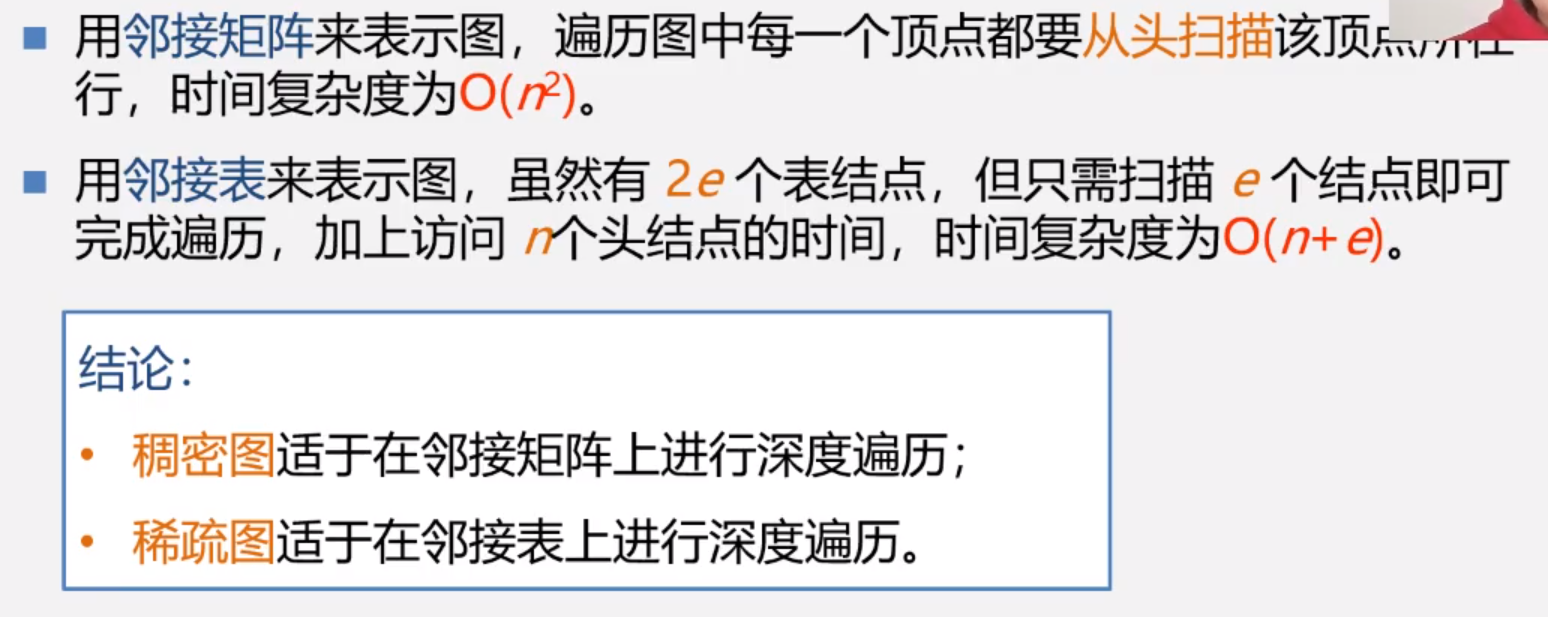 用邻接矩阵来表示图，遍历图中每一个顶点都要从头扫描该顶点所在
行，时间复杂度为O(n²)。
用邻接表来表示图，虽然有 2e 个表结点，但只需扫描 e 个结点即可
完成遍历，加上访问 n个头结点的时间，时间复杂度为O(n+e)。
结论：
• 稠密图适于在邻接矩阵上进行深度遍历；
• 稀疏图适于在邻接表上进行深度遍历。